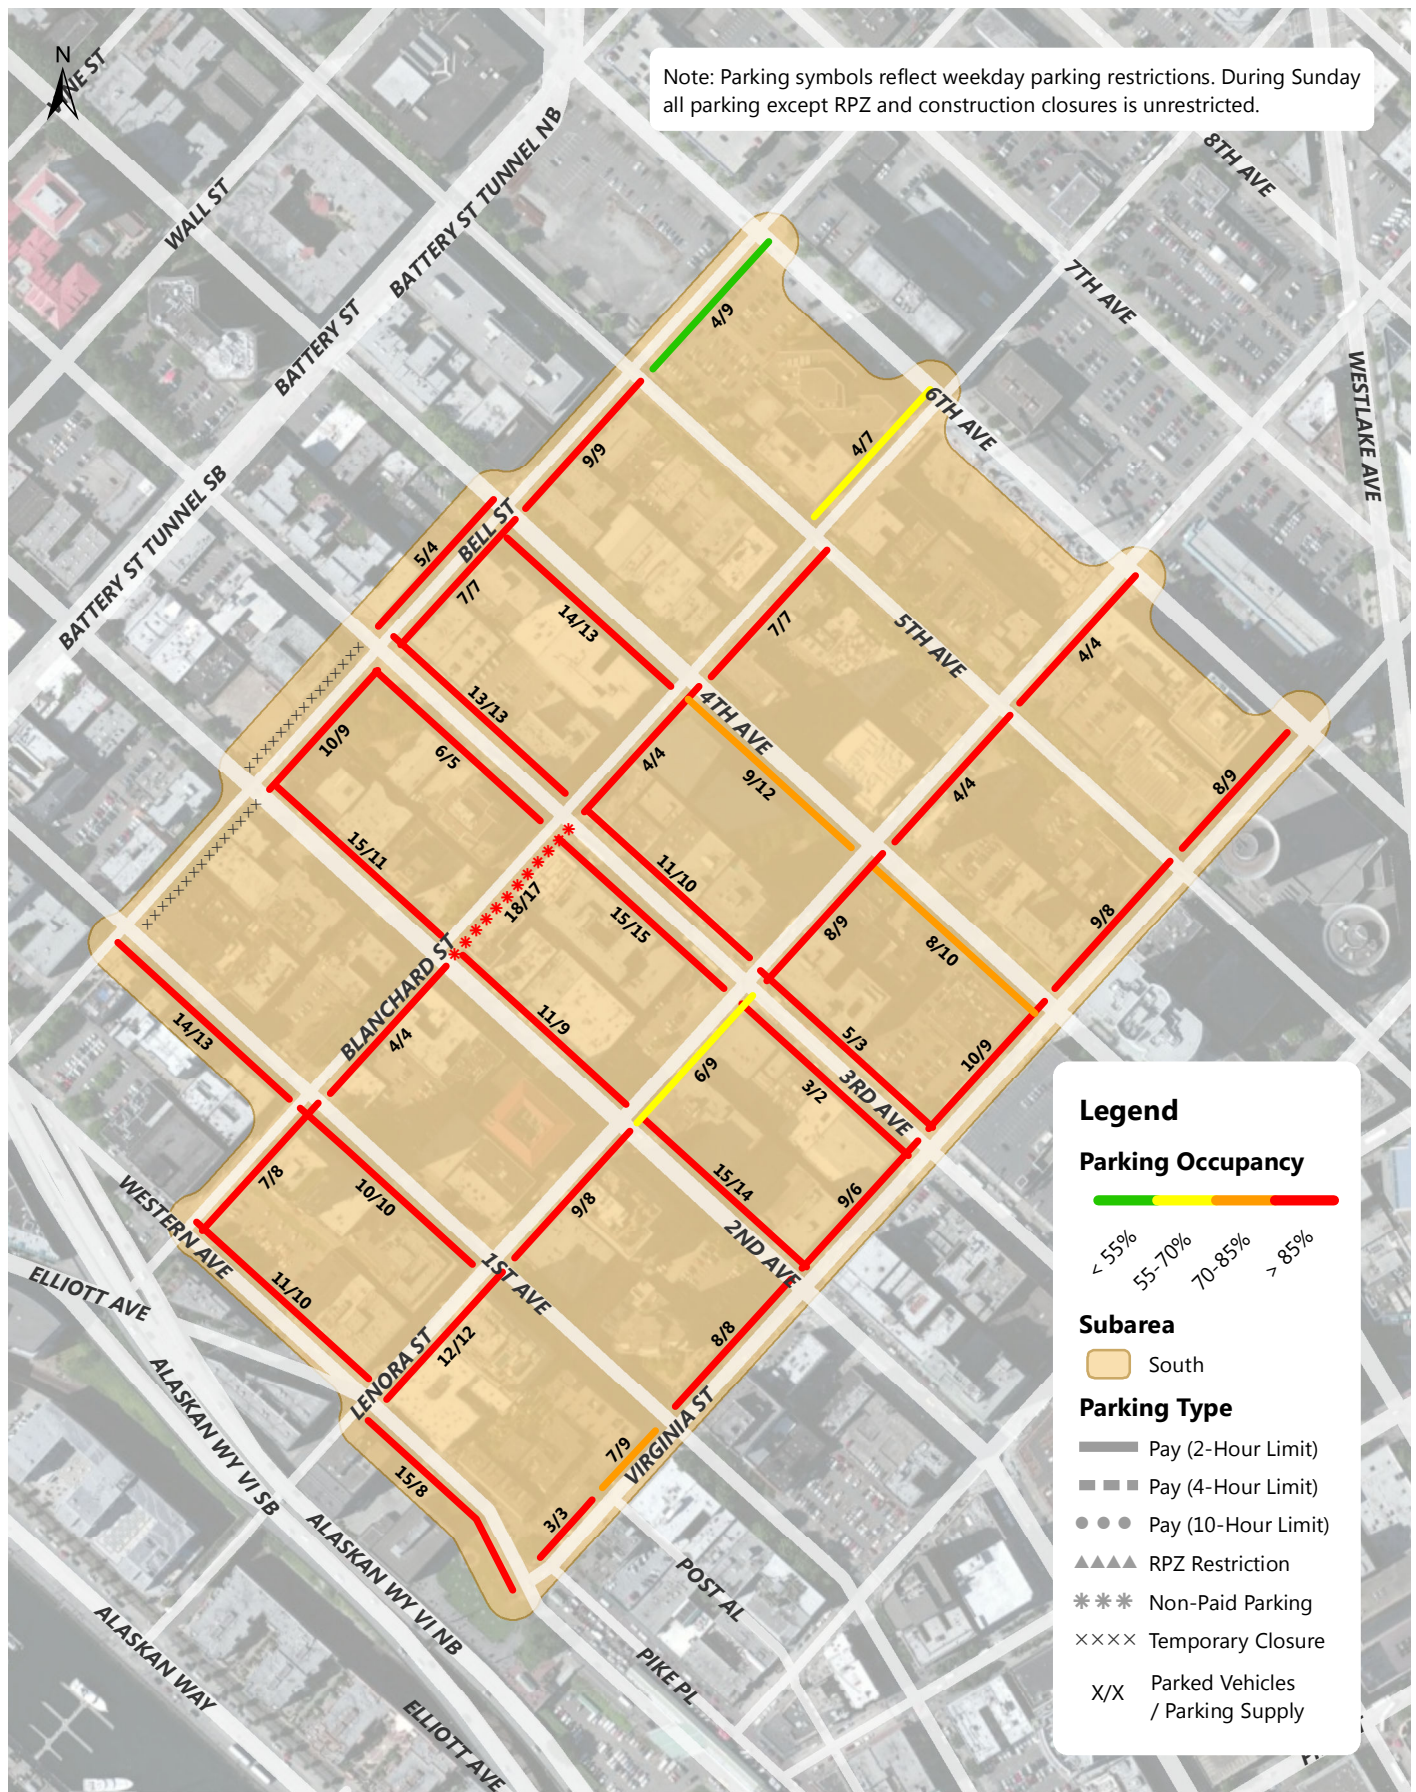 N
Note: Parking symbols reflect weekday parking restrictions. During Sunday
all parking except RPZ and construction closures is unrestricted.
WALL ST
BATTERY ST TUNNEL NB
BATTERY ST
8TH AVE
7TH AVE
WESTLAKE AVE
6TH AVE
4/9
4/7
9/9
BATTERY ST TUNNEL SB
BELL ST
5/4
7/7
14/13
7/7
5TH AVE
4/4
4TH AVE
13/13
10/9
6/5
4/4
9/12
4/4
8/9
15/11
11/10
18/17
15/15
8/9
8/10
9/8
BLANCHARD ST
14/13
4/4
11/9
5/3
10/9
6/9
3/2
3RD AVE
7/8
10/10
15/14
9/6
9/8
2ND AVE
WESTERN AVE
1ST AVE
ELLIOTT AVE
11/10
12/12
8/8
LENORA ST
ALASKAN WY VI SB
VIRGINIA ST
7/9
15/8
3/3
ALASKAN WY VI NB
POST AL
ALASKAN WAY
PIKE PL
ELLIOTT AVE
Legend
Parking Occupancy
< 55%
55-70%
70-85%
> 85%
Subarea
South
Parking Type
Pay (2-Hour Limit)
Pay (4-Hour Limit)
Pay (10-Hour Limit)
RPZ Restriction
Non-Paid Parking
Temporary Closure
X/X
Parked Vehicles
/ Parking Supply